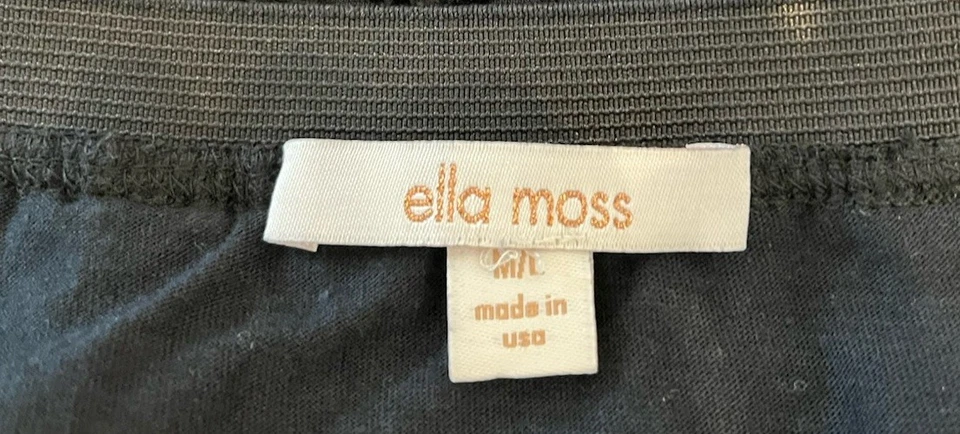 ella moss
M/L
made in
usa